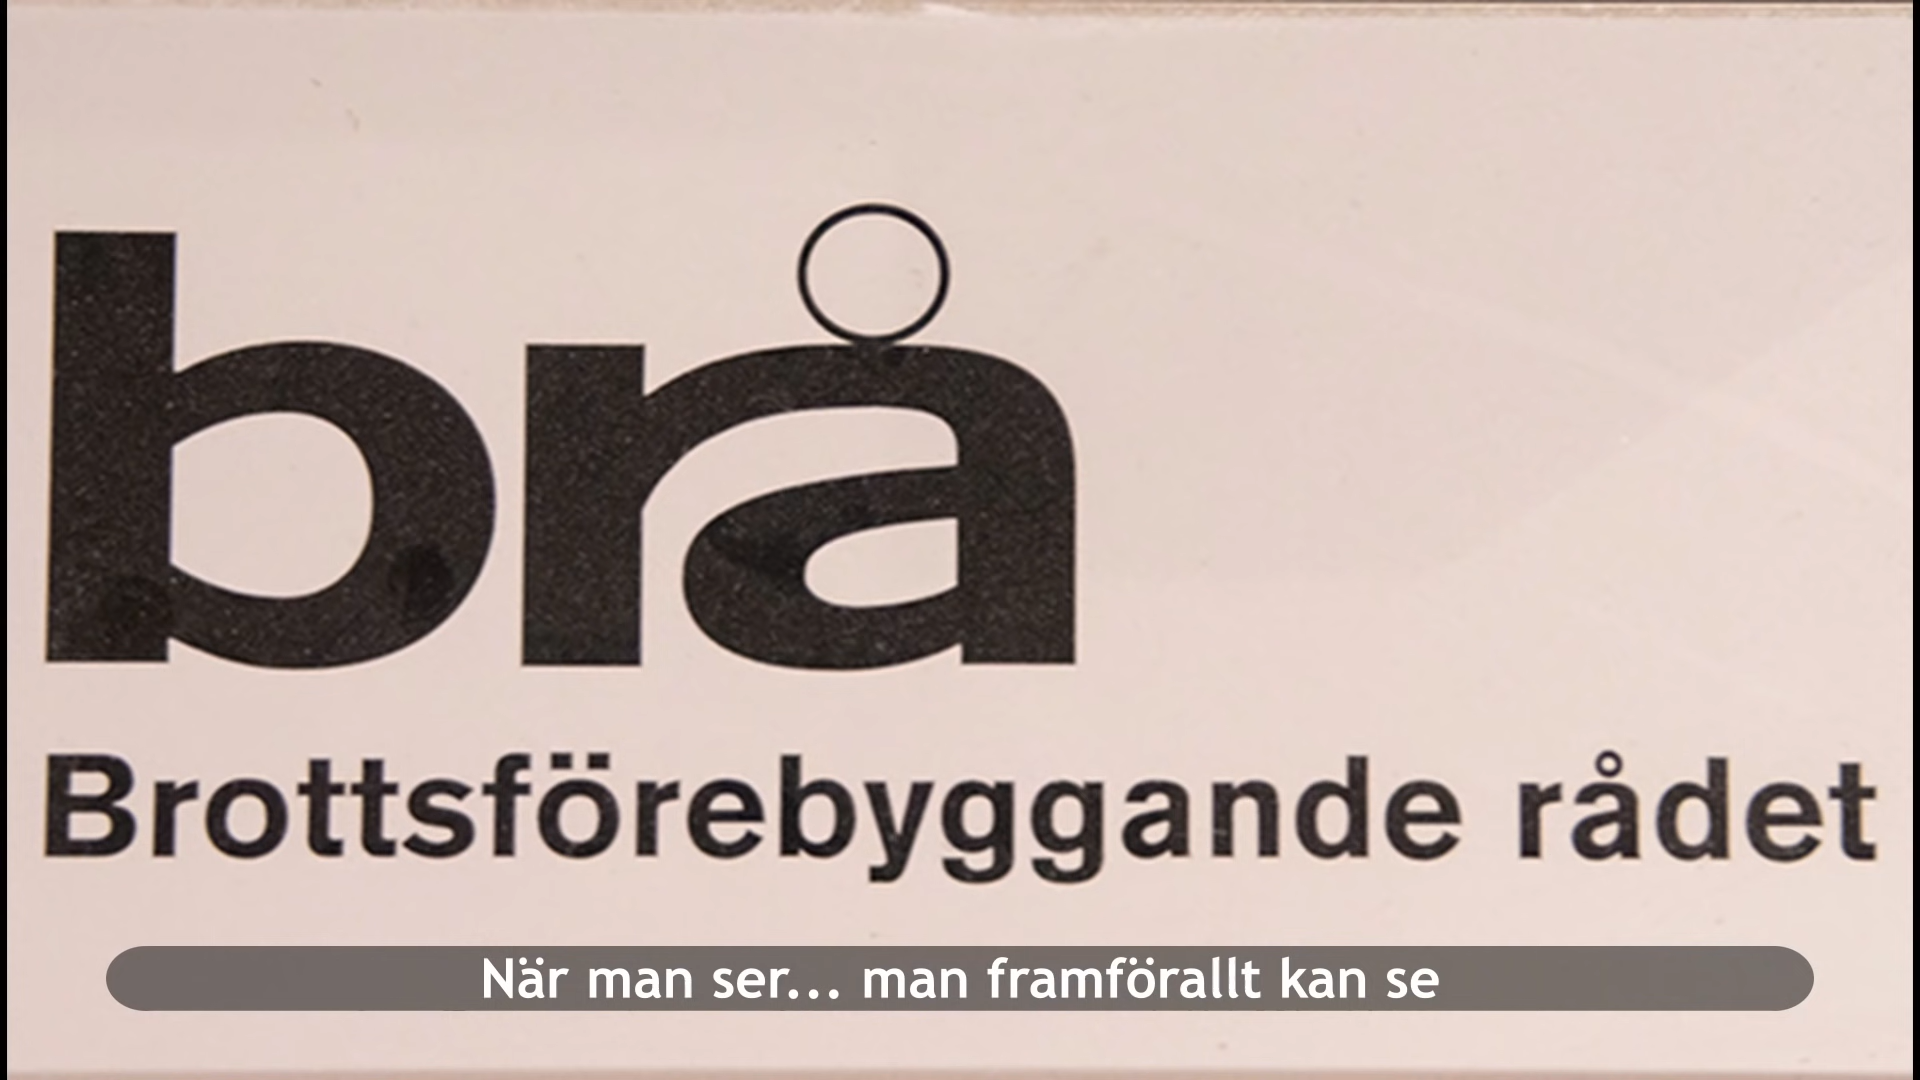 brå
Brottsförebyggande rådet
När man ser... man framförallt kan se